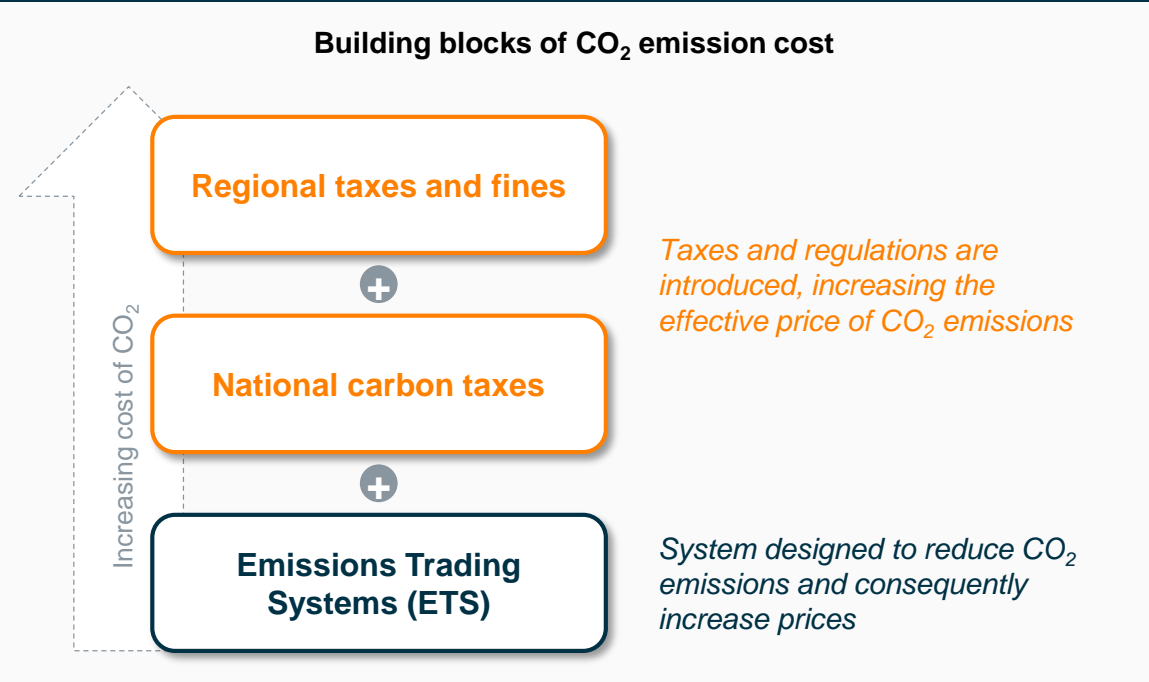 Building blocks of CO₂ emission cost
Increasing cost of CO₂
Regional taxes and fines
+
Taxes and regulations are
introduced, increasing the
effective price of CO₂ emissions
National carbon taxes
+
Emissions Trading
Systems (ETS)
System designed to reduce CO₂
emissions and consequently
increase prices